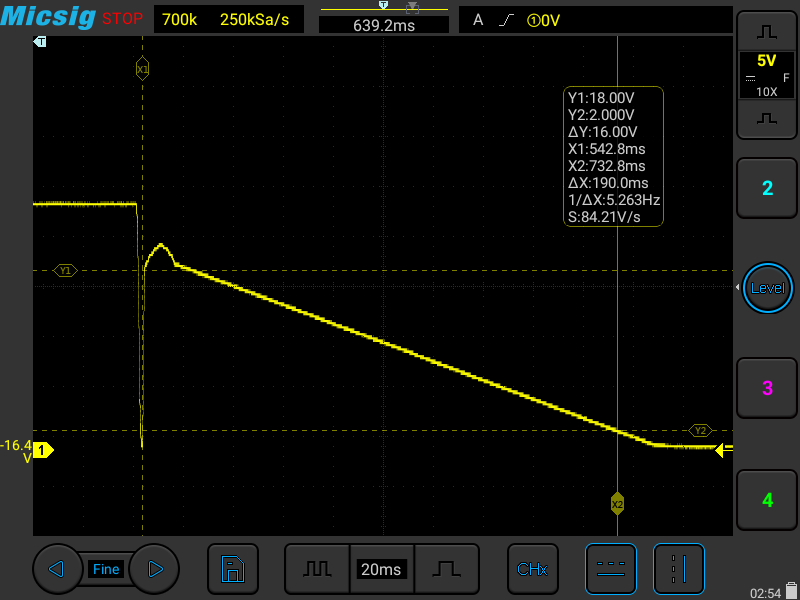 Micsig STOP 700k 250kSa/s 639.2ms A ①0V
T
X1
5V
F
10X
Y1:18.00V
Y2:2.000V
ΔY:16.00V
X1:542.8ms
X2:732.8ms
ΔX:190.0ms
1/ΔX:5.263Hz
S:84.21V/s
2
Y1
Level
3
Y2
-16.4
V
1
X2
4
Fine
20ms
CHx
02:54